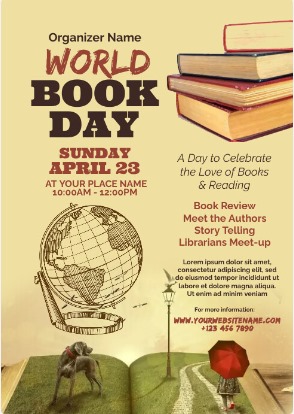 Organizer Name
WORLD
BOOK
DAY
SUNDAY
APRIL 23
AT YOUR PLACE NAME
10:00AM - 12:00PM
A Day to Celebrate
the Love of Books
& Reading
Book Review
Meet the Authors
Story Telling
Librarians Meet-up
Lorem ipsum dolor sit amet,
consectetur adipiscing elit, sed do
eiusmod tempor incididunt ut
labore et dolore magna aliqua.
Ut enim ad minim veniam
For more information:
WWW.YOURWEBSITENAME.COM
+123 456 7890